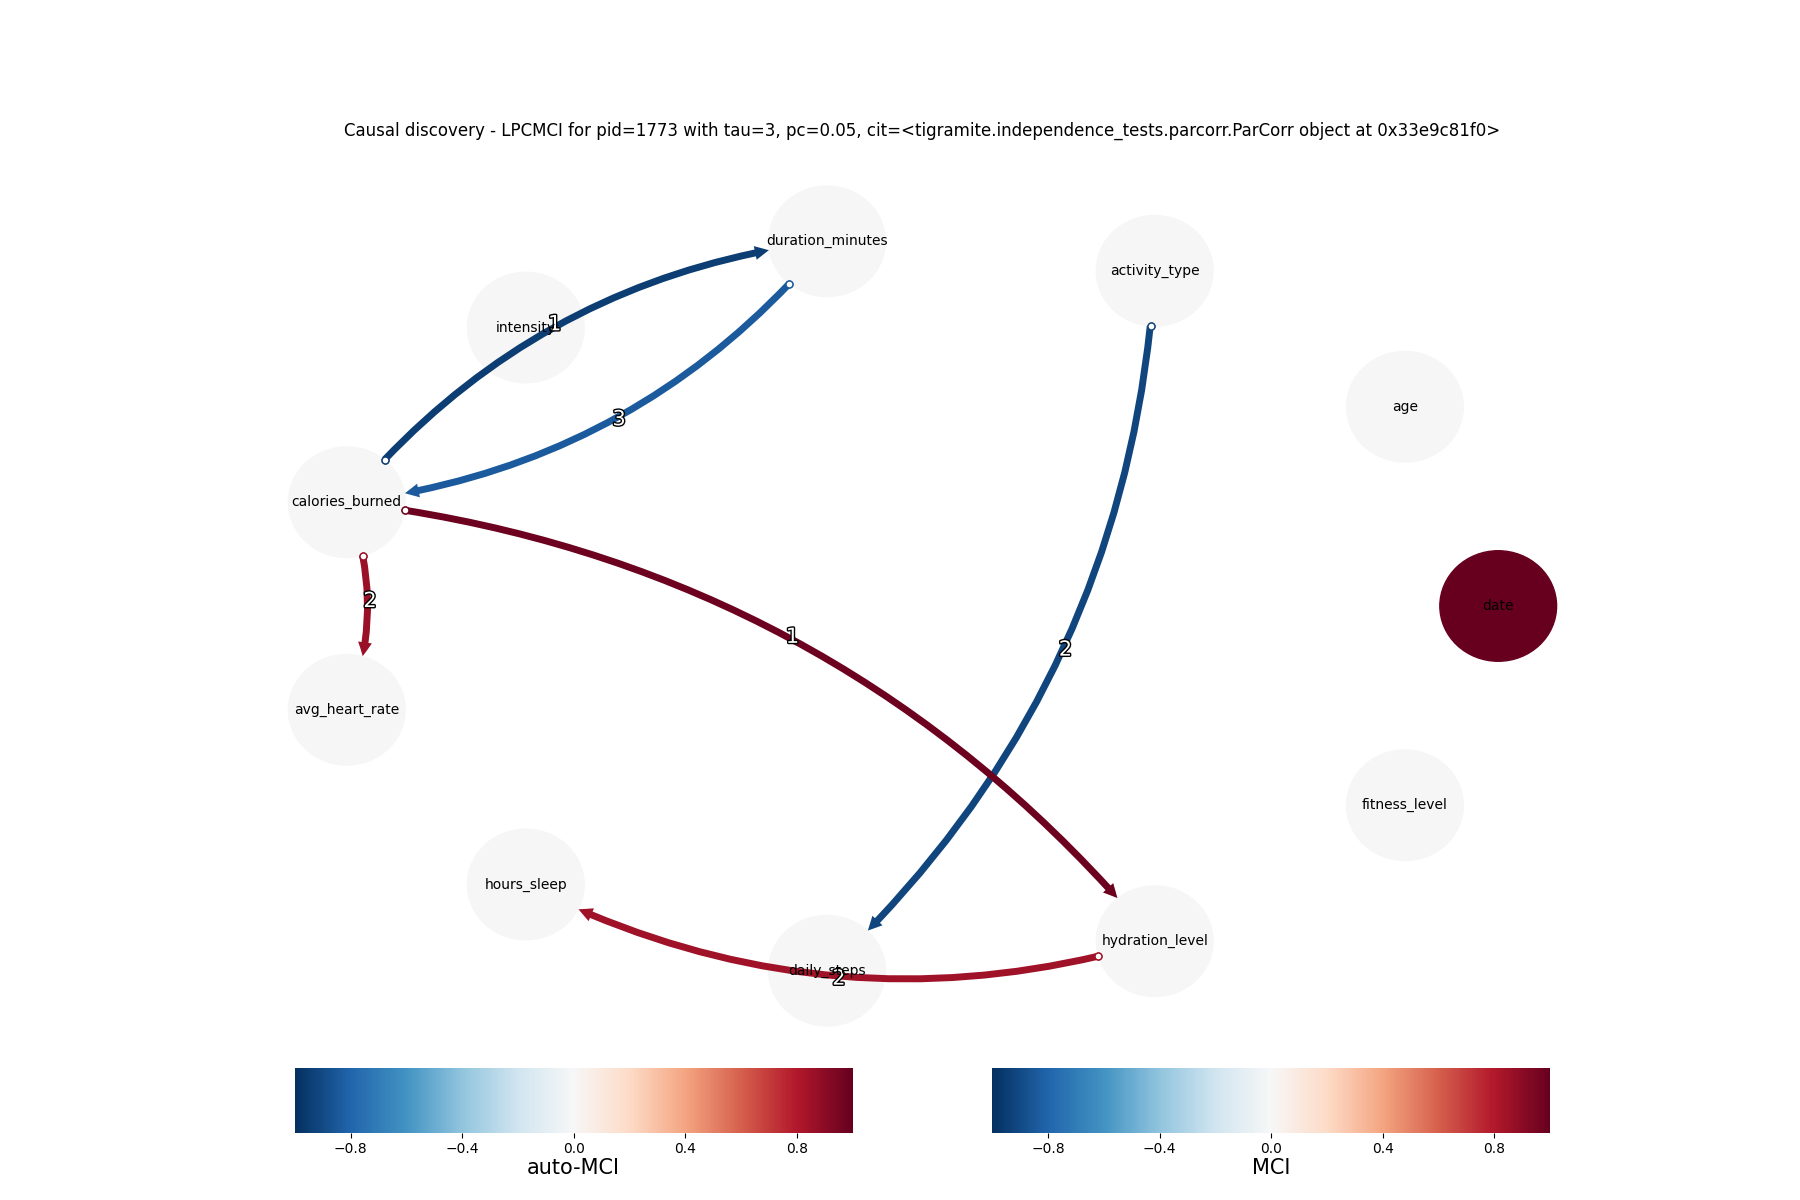 Causal discovery - LPCMCI for pid=1773 with tau=3, pc=0.05, cit=<tigramite.independence_tests.parcorr.ParCorr object at 0x33e9c81f0>
duration_minutes
activity_type
intensity
1
age
3
calories_burned
date
2
1
2
avg_heart_rate
fitness_level
hours_sleep
hydration_level
daily_steps
2
−0.8 −0.4 0.0 0.4 0.8
auto-MCI
−0.8 −0.4 0.0 0.4 0.8
MCI